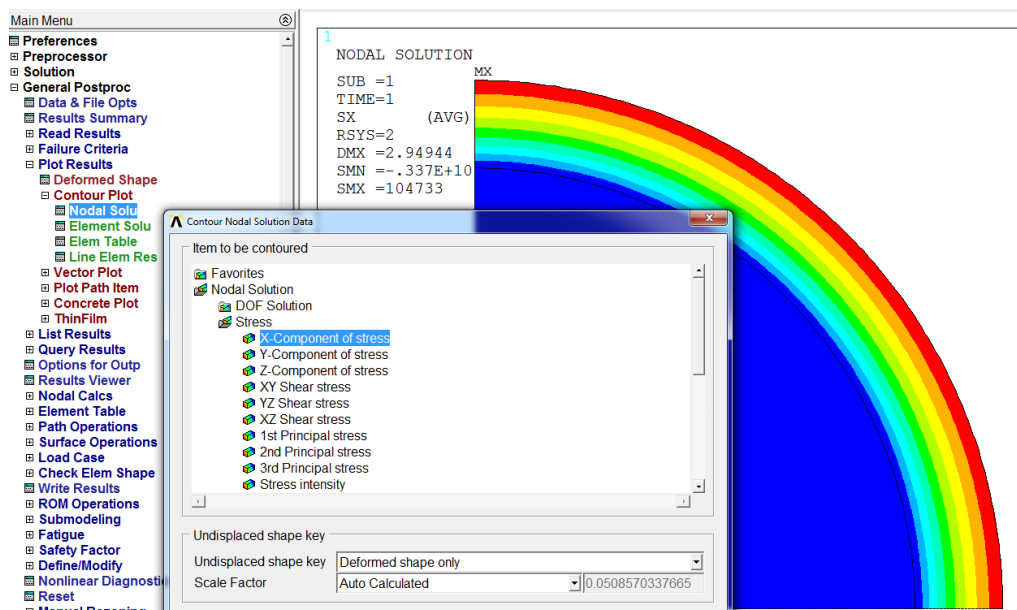 Main Menu
Preferences
Preprocessor
Solution
General Postproc
Data & File Opts
Results Summary
Read Results
Failure Criteria
Plot Results
Deformed Shape
Contour Plot
Nodal Solu
Element Solu
Elem Table
Line Elem Res
Vector Plot
Plot Path Item
Concrete Plot
ThinFilm
List Results
Query Results
Options for Outp
Results Viewer
Nodal Calcs
Element Table
Path Operations
Surface Operations
Load Case
Check Elem Shape
Write Results
ROM Operations
Submodeling
Fatigue
Safety Factor
Define/Modify
Nonlinear Diagnosti
Reset
1
NODAL SOLUTION
SUB =1
TIME=1
SX (AVG)
RSYS=2
DMX =2.94944
SMN =-.337E+10
SMX =104733
MX
Contour Nodal Solution Data
Item to be contoured
Favorites
Nodal Solution
DOF Solution
Stress
X-Component of stress
Y-Component of stress
Z-Component of stress
XY Shear stress
YZ Shear stress
XZ Shear stress
1st Principal stress
2nd Principal stress
3rd Principal stress
Stress intensity
Undisplaced shape key
Undisplaced shape key Deformed shape only
Scale Factor Auto Calculated 0.0508570337665